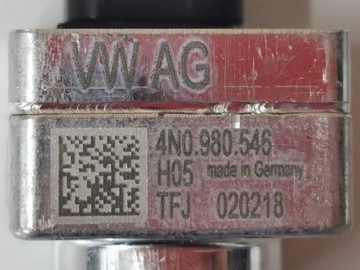 VW AG
4N0.980.546
H05 made in Germany
TFJ 020218